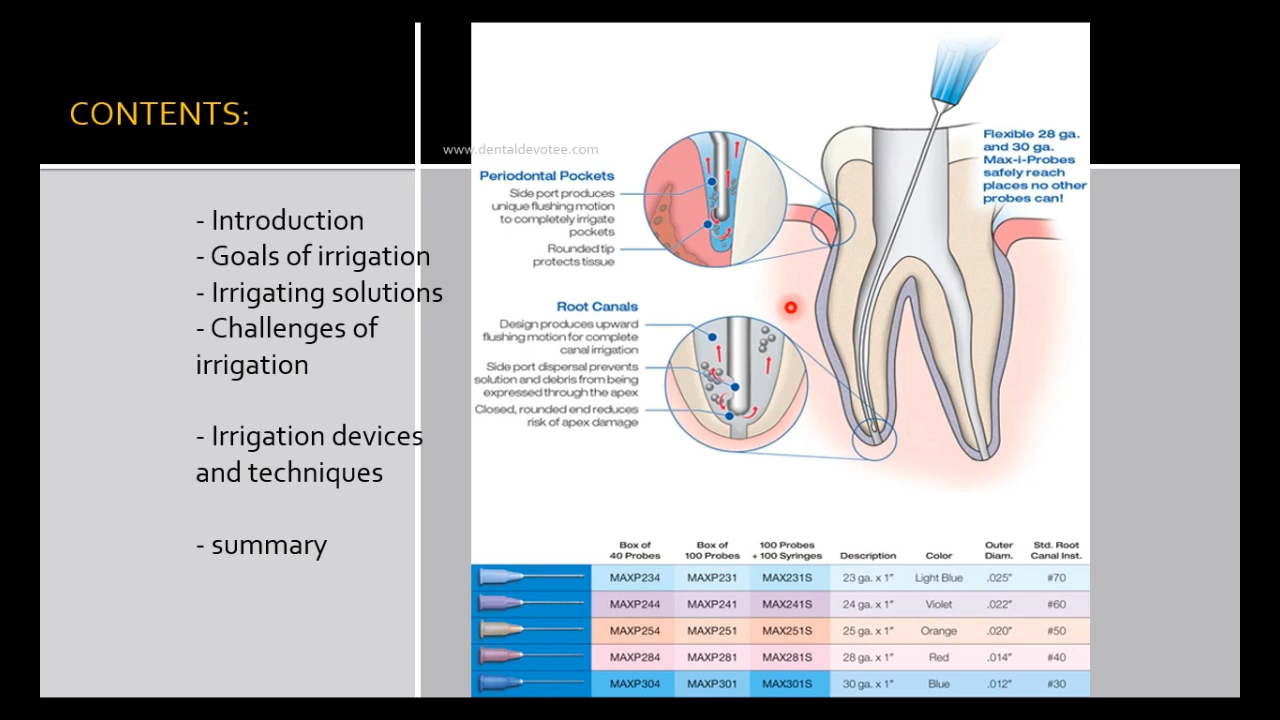 CONTENTS:
- Introduction
- Goals of irrigation
- Irrigating solutions
- Challenges of
irrigation
- Irrigation devices
and techniques
- summary
www.dentaldevotee.com
Flexible 28 ga.
and 30 ga.
Max-i-Probes
safely reach
places no other
probes can!
Periodontal Pockets
Side port produces
unique flushing motion
to completely irrigate
pockets
Rounded tip
protects tissue
Root Canals
Design produces upward
flushing motion for complete
canal irrigation
Side port dispersal prevents
solution and debris from being
expressed through the apex
Closed, rounded end reduces
risk of apex damage
Box of 40 Probes Box of 100 Probes 100 Probes + 100 Syringes Description Color Outer Diam. Std. Root Canal Inst.
MAXP234 MAXP231 MAX231S 23 ga. x 1" Light Blue .025" #70
MAXP244 MAXP241 MAX241S 24 ga. x 1" Violet .022" #60
MAXP254 MAXP251 MAX251S 25 ga. x 1" Orange .020" #50
MAXP284 MAXP281 MAX281S 28 ga. x 1" Red .014" #40
MAXP304 MAXP301 MAX301S 30 ga. x 1" Blue .012" #30